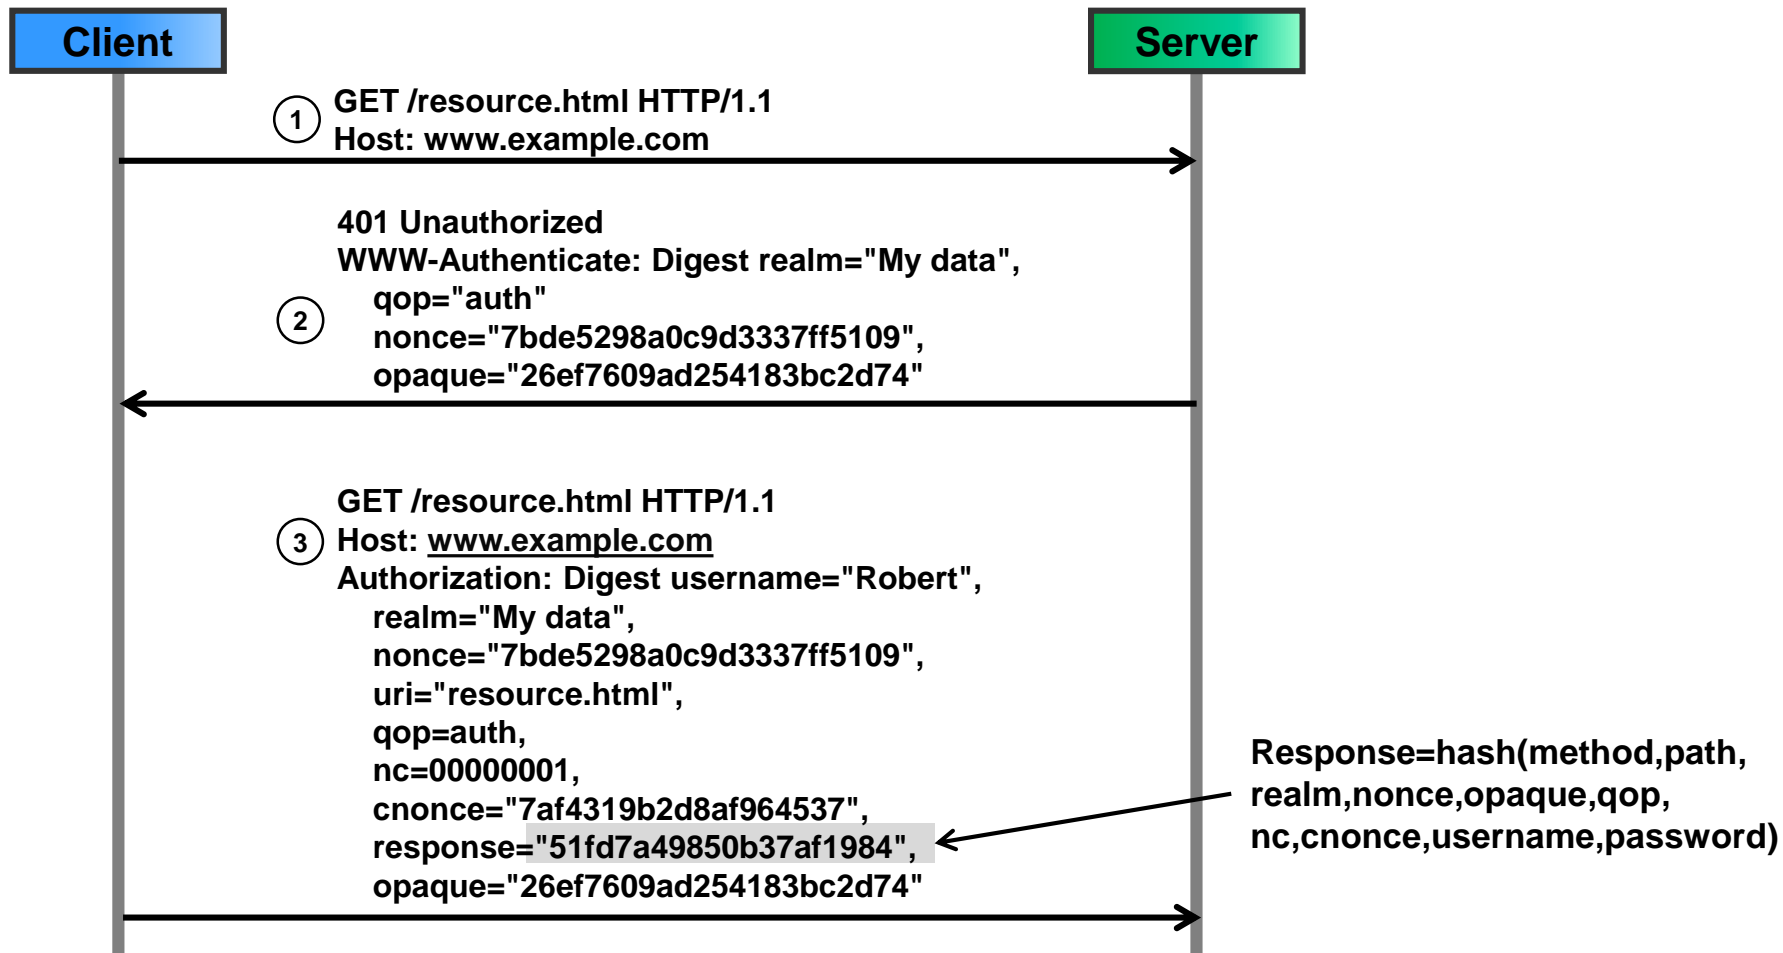 Client
Server
1
GET /resource.html HTTP/1.1
Host: www.example.com
401 Unauthorized
WWW-Authenticate: Digest realm="My data",
qop="auth"
2
nonce="7bde5298a0c9d3337ff5109",
opaque="26ef7609ad254183bc2d74"
GET /resource.html HTTP/1.1
3
Host: www.example.com
Authorization: Digest username="Robert",
realm="My data",
nonce="7bde5298a0c9d3337ff5109",
uri="resource.html",
qop=auth,
nc=00000001,
cnonce="7af4319b2d8af964537",
response="51fd7a49850b37af1984",
opaque="26ef7609ad254183bc2d74"
Response=hash(method,path,
realm,nonce,opaque,qop,
nc,cnonce,username,password)